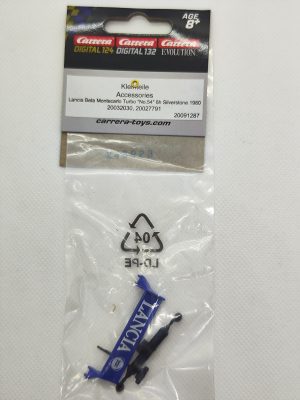 AGE
8+
Carrera Carrera Carrera
DIGITAL 124 DIGITAL 132 EVOLUTION
Kleinteile
Accessories
Lancia Beta Montecarlo Turbo "No.54" 6h Silverstone 1980
20032030, 20027791
20091287
carrera-toys.com
04
LD-PE
LANCIA